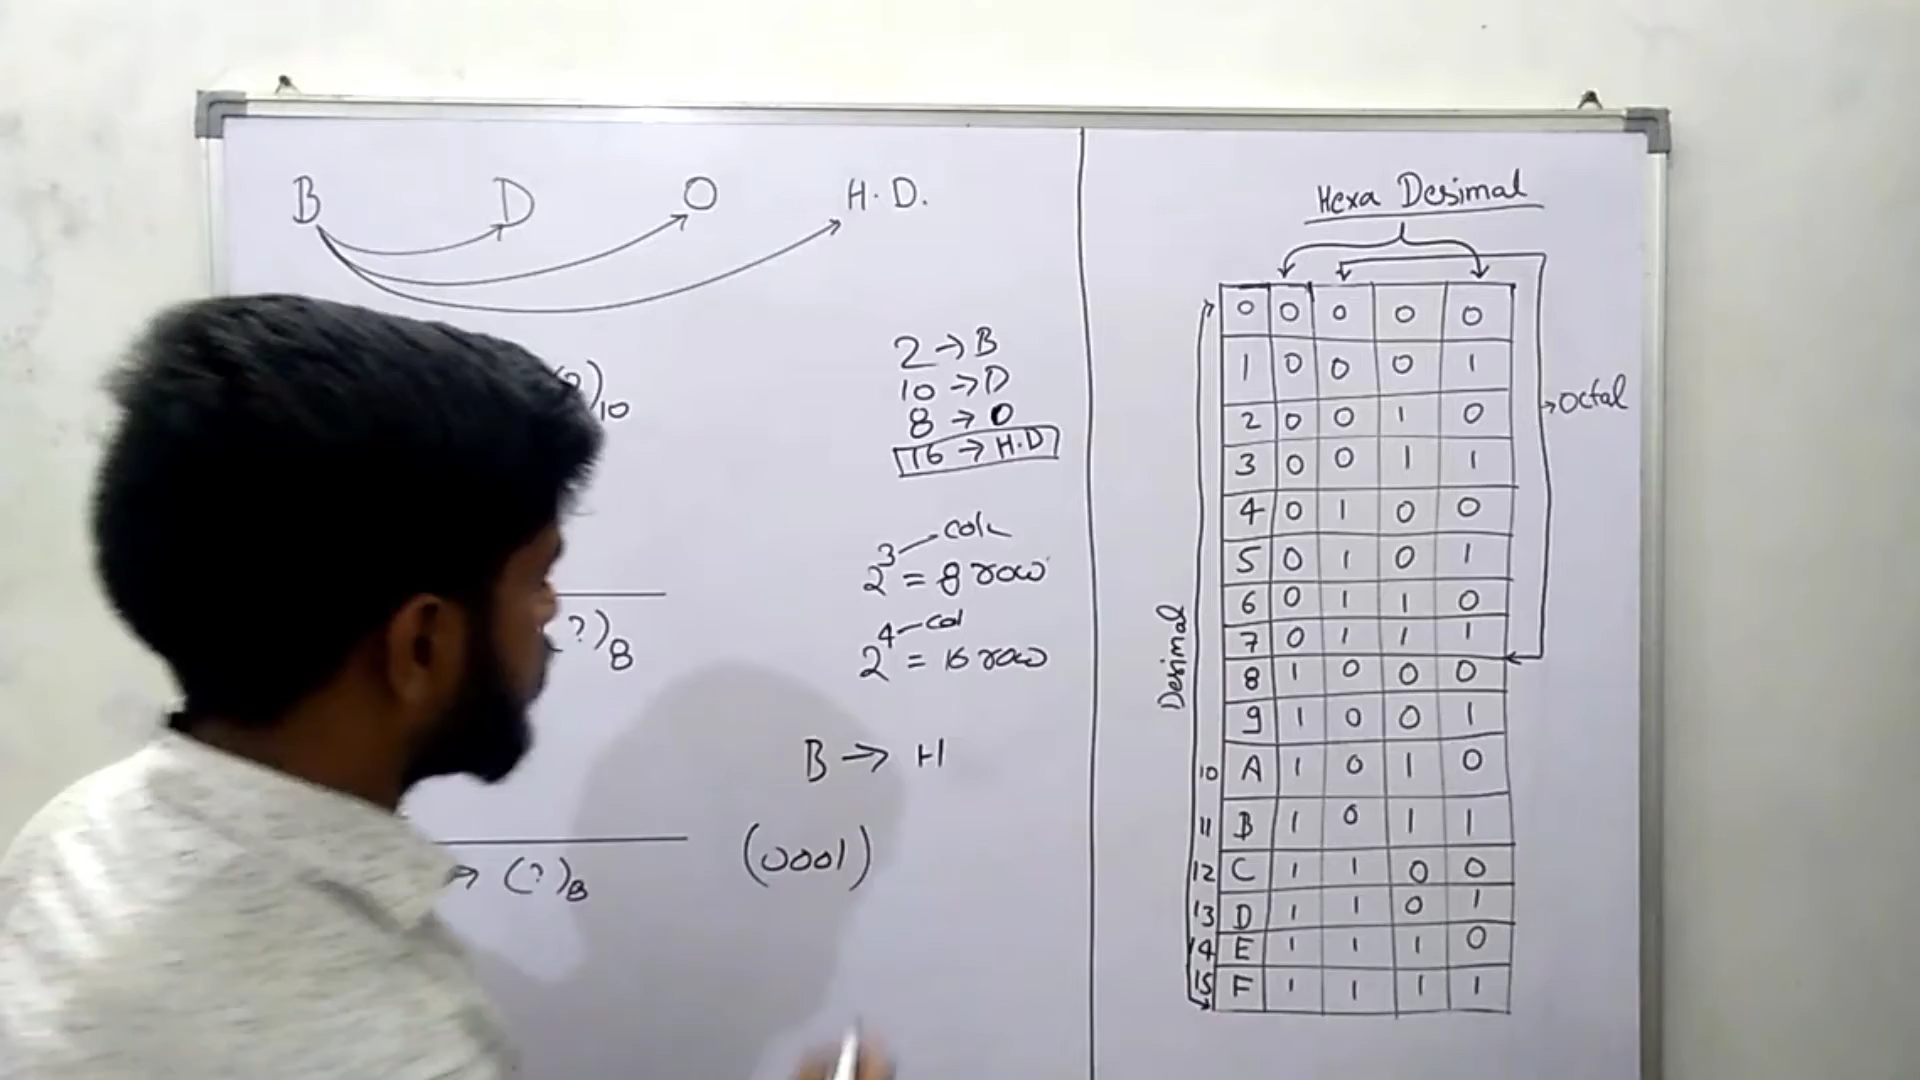 B D O H.D.
?)10
2 → B
10 → D
8 → O
16 → H.D
2^3 — coln
= 8 row
2^4 — col
= 16 row
?)8
B → H
→ (?)8
(0001)
Hexa Desimal
Octal
Desimal
0 0 0 0 0
1 0 0 0 1
2 0 0 1 0
3 0 0 1 1
4 0 1 0 0
5 0 1 0 1
6 0 1 1 0
7 0 1 1 1
8 1 0 0 0
9 1 0 0 1
10 A 1 0 1 0
11 B 1 0 1 1
12 C 1 1 0 0
13 D 1 1 0 1
14 E 1 1 1 0
15 F 1 1 1 1